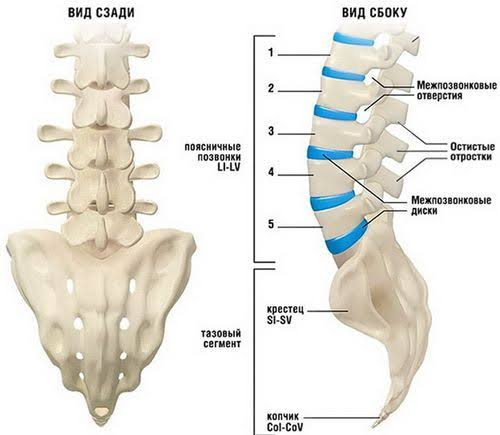 ВИД СЗАДИ
ВИД СБОКУ
1
2
3
4
5
Межпозвонковые
отверстия
поясничные
позвонки
LI-LV
Остистые
отростки
Межпозвонковые
диски
тазовый
сегмент
крестец
SI-SV
копчик
CoI-CoV